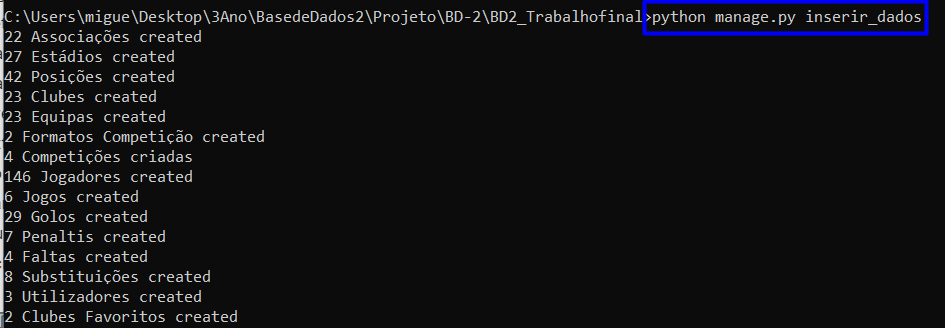 C:\Users\migue\Desktop\3Ano\BasedeDados2\Projeto\BD-2\BD2_Trabalhofinal>python manage.py inserir_dados
22 Associações created
27 Estádios created
42 Posições created
23 Clubes created
23 Equipas created
2 Formatos Competição created
4 Competições criadas
146 Jogadores created
6 Jogos created
29 Golos created
7 Penaltis created
4 Faltas created
8 Substituições created
3 Utilizadores created
2 Clubes Favoritos created